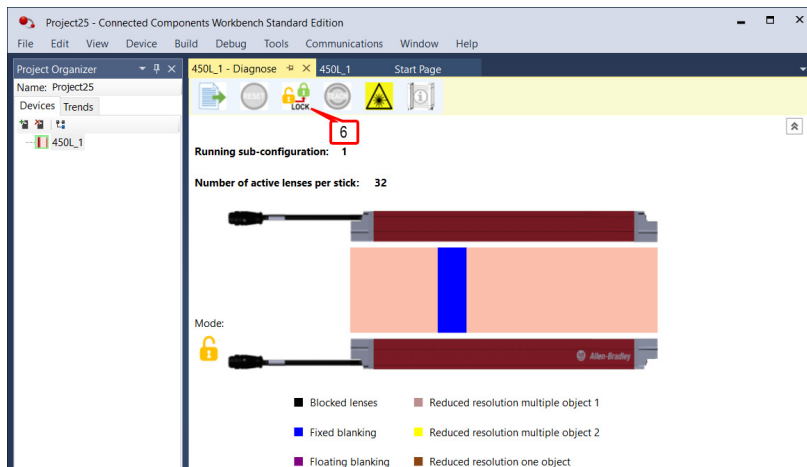 Project25 - Connected Components Workbench Standard Edition
File Edit View Device Build Debug Tools Communications Window Help
Project Organizer
450L_1 - Diagnose 450L_1 Start Page
Name: Project25
Devices Trends
RESET LOCK TEACH
450L_1
6
Running sub-configuration: 1
Number of active lenses per stick: 32
Mode:
Allen-Bradley
Blocked lenses Reduced resolution multiple object 1
Fixed blanking Reduced resolution multiple object 2
Floating blanking Reduced resolution one object